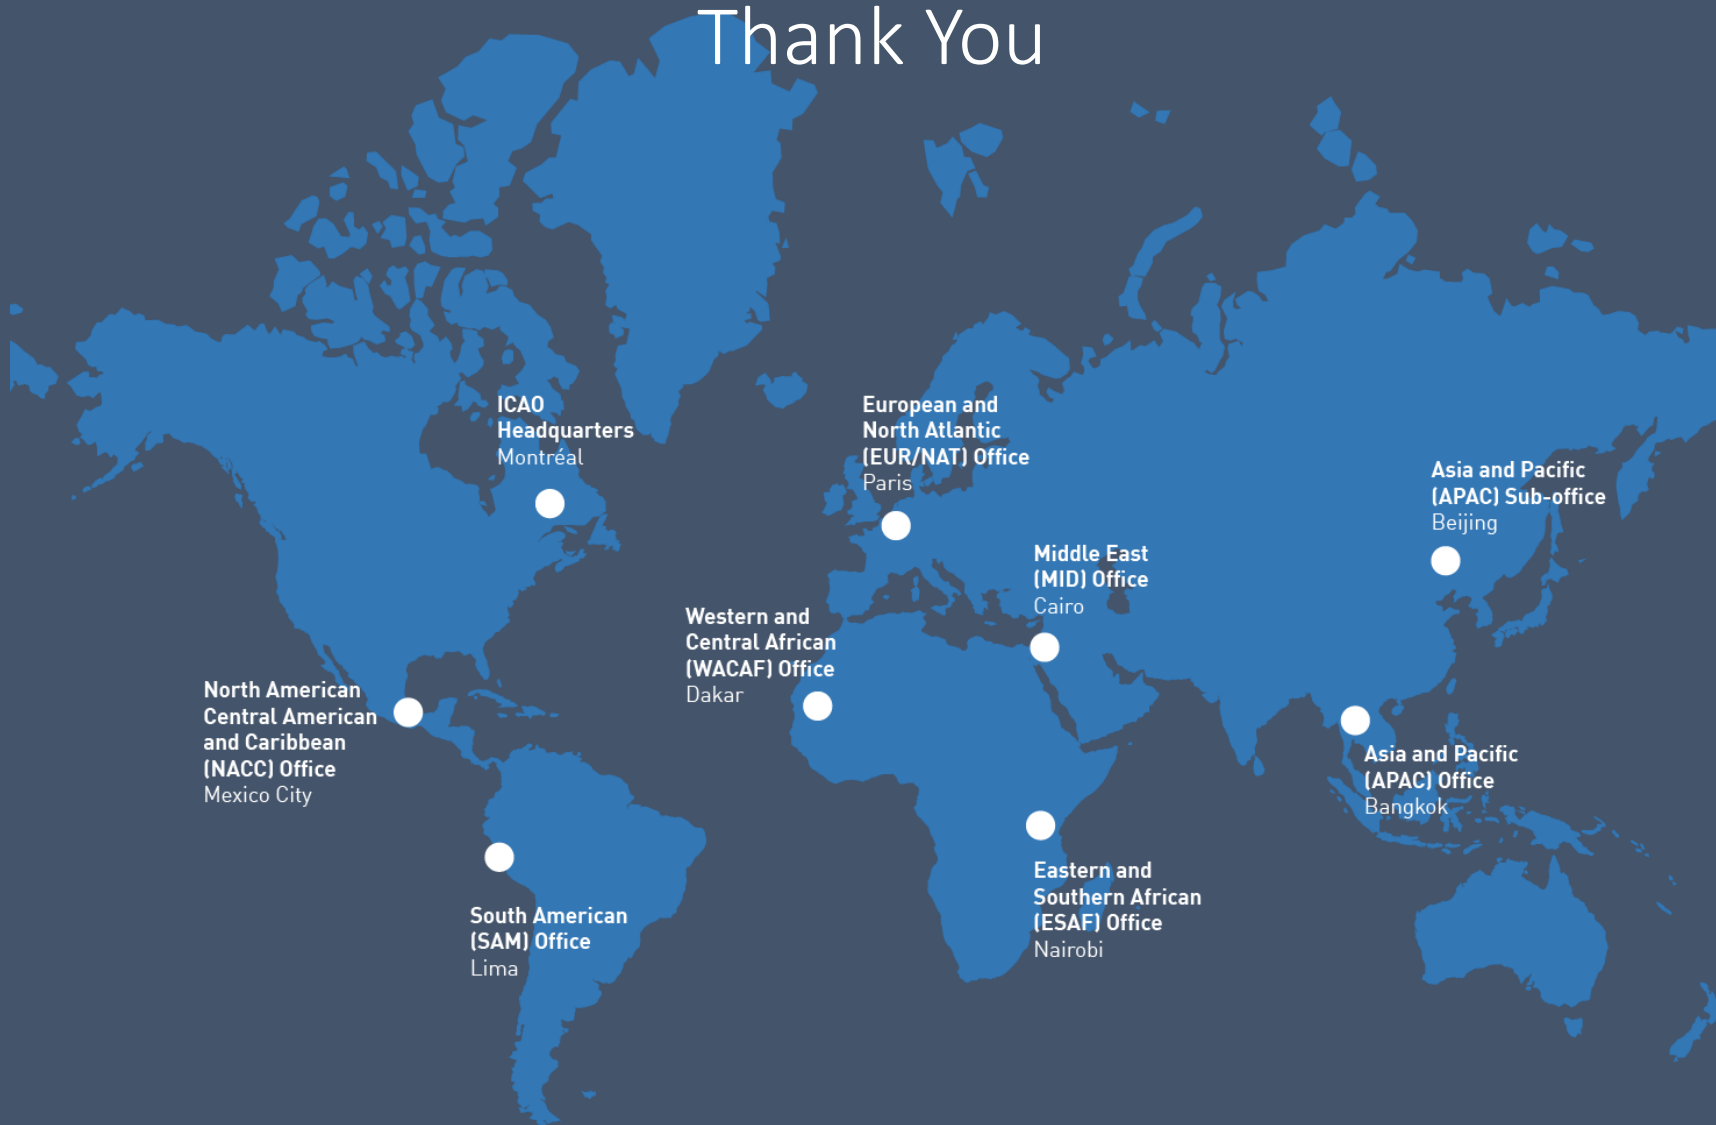 Thank You
ICAO
Headquarters
Montréal
European and
North Atlantic
(EUR/NAT) Office
Paris
Asia and Pacific
(APAC) Sub-office
Beijing
Middle East
(MID) Office
Cairo
Western and
Central African
(WACAF) Office
Dakar
North American
Central American
and Caribbean
(NACC) Office
Mexico City
Asia and Pacific
(APAC) Office
Bangkok
Eastern and
Southern African
(ESAF) Office
Nairobi
South American
(SAM) Office
Lima